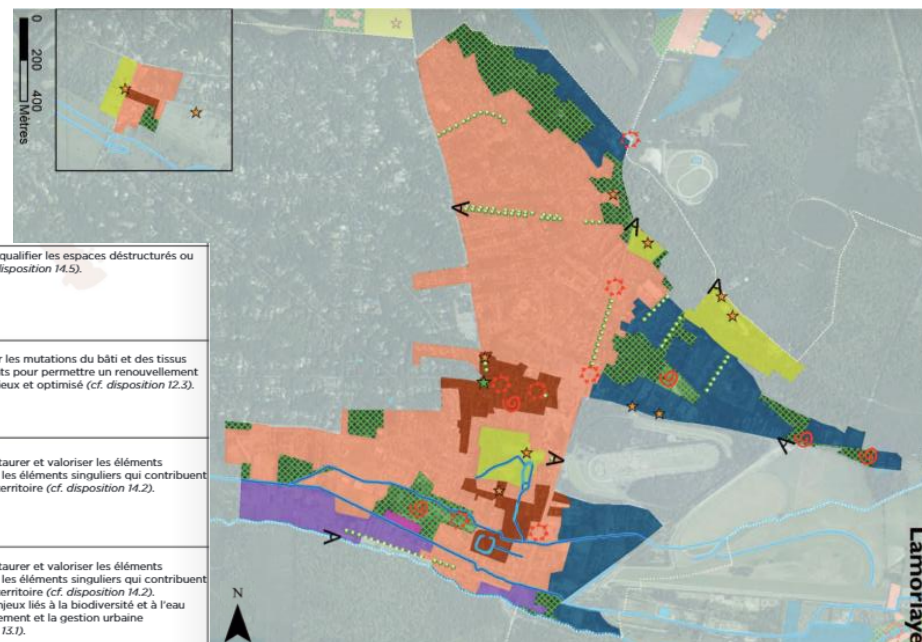 0
200
400
Mètres
A
A
A
A
A
A
qualifier les espaces déstructurés ou
disposition 14.5).
r les mutations du bâti et des tissus
ts pour permettre un renouvellement
ieux et optimisé (cf. disposition 12.3).
taurer et valoriser les éléments
les éléments singuliers qui contribuent
territoire (cf. disposition 14.2).
taurer et valoriser les éléments
les éléments singuliers qui contribuent
territoire (cf. disposition 14.2).
njeux liés à la biodiversité et à l'eau
ement et la gestion urbaine
13.1).
N
Lamorlay